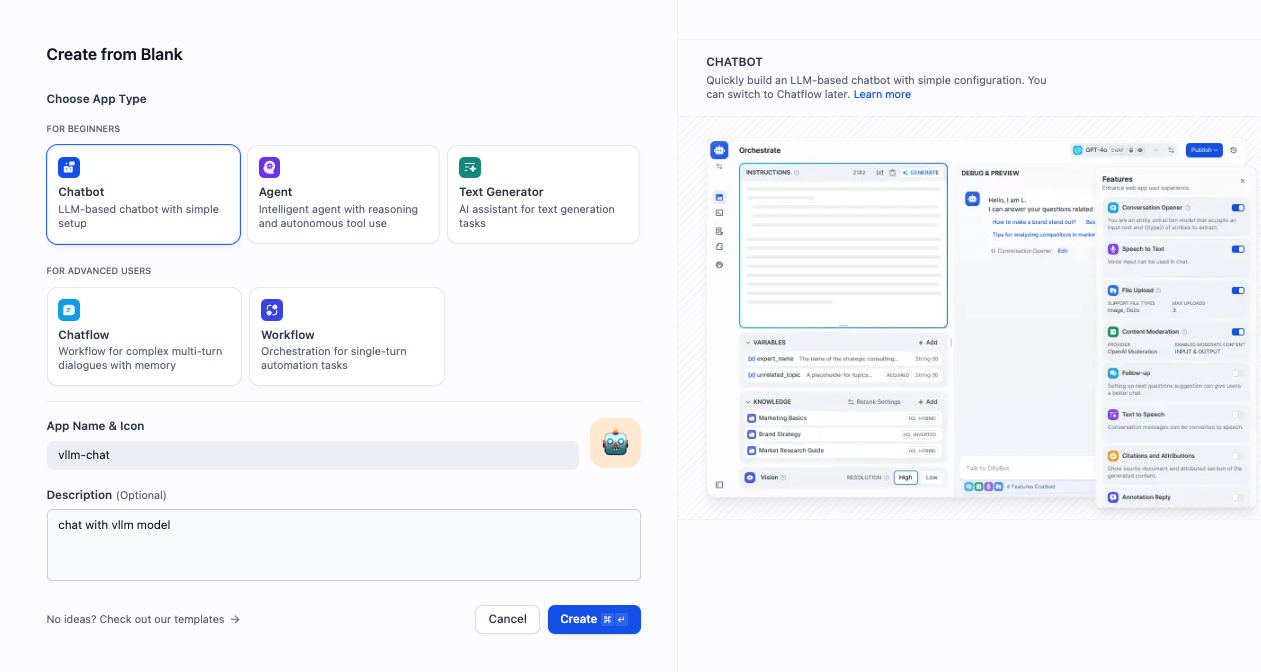 Create from Blank
Choose App Type
FOR BEGINNERS
Chatbot
LLM-based chatbot with simple
setup
Agent
Intelligent agent with reasoning
and autonomous tool use
Text Generator
AI assistant for text generation
tasks
FOR ADVANCED USERS
Chatflow
Workflow for complex multi-turn
dialogues with memory
Workflow
Orchestration for single-turn
automation tasks
App Name & Icon
vllm-chat
Description (Optional)
chat with vllm model
No ideas? Check out our templates →
Cancel
Create ⌘ ↵
CHATBOT
Quickly build an LLM-based chatbot with simple configuration. You
can switch to Chatflow later. Learn more
Orchestrate
GPT-4o CHAT
Publish
INSTRUCTIONS
2182
{x}
GENERATE
VARIABLES
+ Add
{x} expert_name The name of the strategic consulting...
String
{x} unrelated_topic A placeholder for topics...
REQUIRED String
KNOWLEDGE
Rerank Settings
+ Add
Marketing Basics
HQ · HYBRID
Brand Strategy
HQ · INVERTED
Market Research Guide
HQ · HYBRID
Vision
RESOLUTION
High
Low
DEBUG & PREVIEW
Hello, I am L.
I can answer your questions related
How to make a brand stand out?
Bes
Tips for analyzing competitors in market
Conversation Opener Edit
Talk to DifyBot
4 Features Enabled
Features
Enhance web app user experience
Conversation Opener
You are an entity extraction model that accepts an
input text and {{type}} of entities to extract.
Speech to Text
Voice input can be used in chat.
File Upload
SUPPORT FILE TYPES
Image, Docs
MAX UPLOADS
3
Content Moderation
PROVIDER
OpenAI Moderation
ENABLED MODERATE CONTENT
INPUT & OUTPUT
Follow-up
Setting up next questions suggestion can give users
a better chat.
Text to Speech
Conversation messages can be converted to speech.
Citations and Attributions
Show source document and attributed section of the
generated content.
Annotation Reply